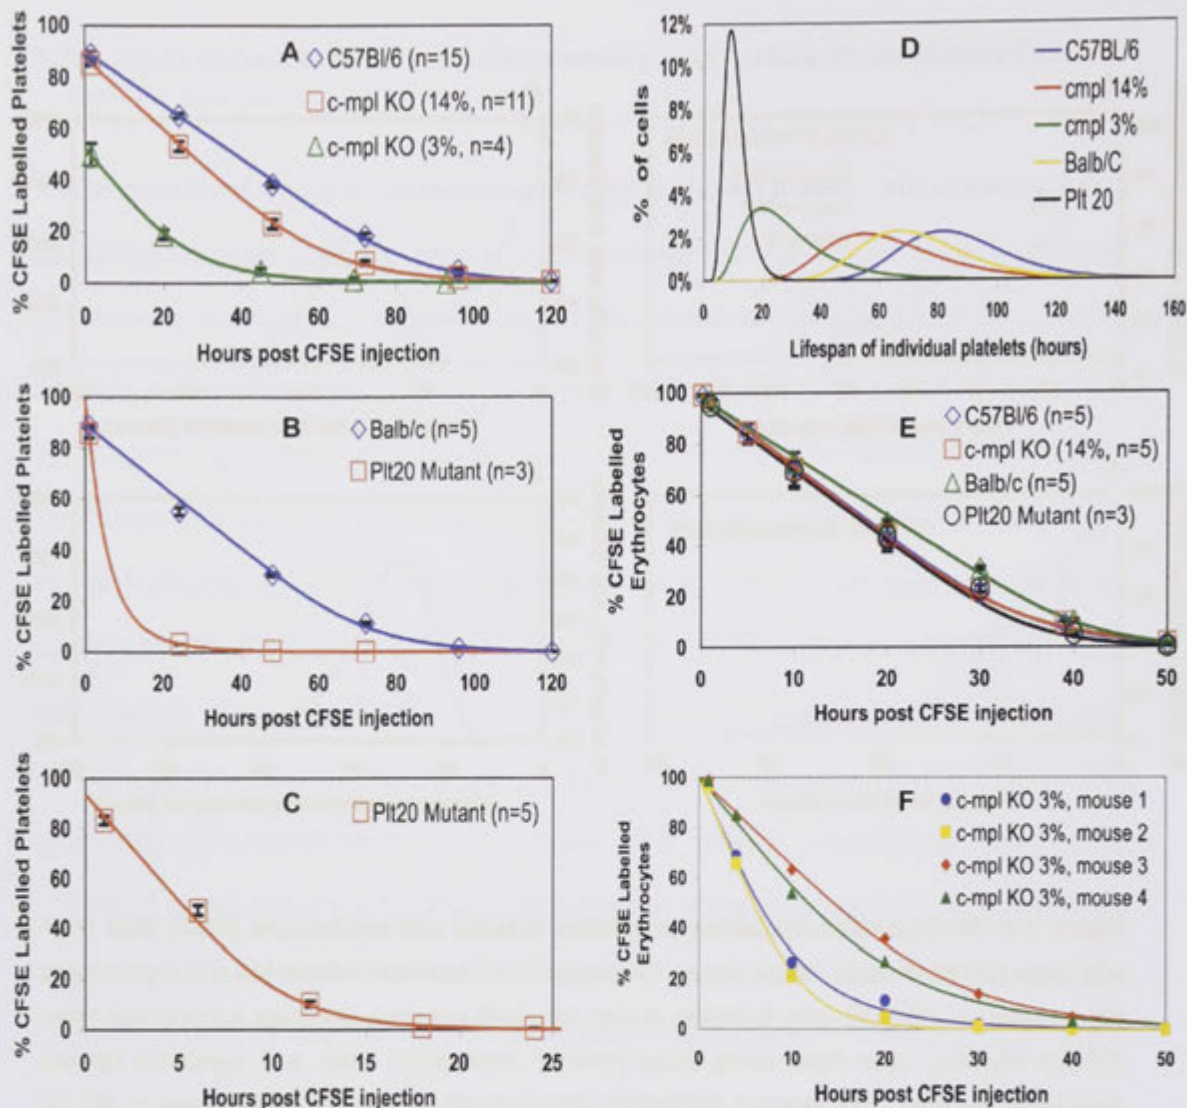 A
C57Bl/6 (n=15)
c-mpl KO (14%, n=11)
c-mpl KO (3%, n=4)
% CFSE Labelled Platelets
100
80
60
40
20
0
0 20 40 60 80 100 120
Hours post CFSE injection
D
C57BL/6
cmpl 14%
cmpl 3%
Balb/C
Plt 20
% of cells
12%
10%
8%
6%
4%
2%
0%
0 20 40 60 80 100 120 140 160
Lifespan of individual platelets (hours)
B
Balb/c (n=5)
Plt20 Mutant (n=3)
% CFSE Labelled Platelets
100
80
60
40
20
0
0 20 40 60 80 100 120
Hours post CFSE injection
E
C57Bl/6 (n=5)
c-mpl KO (14%, n=5)
Balb/c (n=5)
Plt20 Mutant (n=3)
% CFSE Labelled
Erythrocytes
100
80
60
40
20
0
0 10 20 30 40 50
Hours post CFSE injection
C
Plt20 Mutant (n=5)
% CFSE Labelled Platelets
100
80
60
40
20
0
0 5 10 15 20 25
Hours post CFSE injection
F
c-mpl KO 3%, mouse 1
c-mpl KO 3%, mouse 2
c-mpl KO 3%, mouse 3
c-mpl KO 3%, mouse 4
% CFSE Labelled
Erythrocytes
100
80
60
40
20
0
0 10 20 30 40 50
Hours post CFSE injection